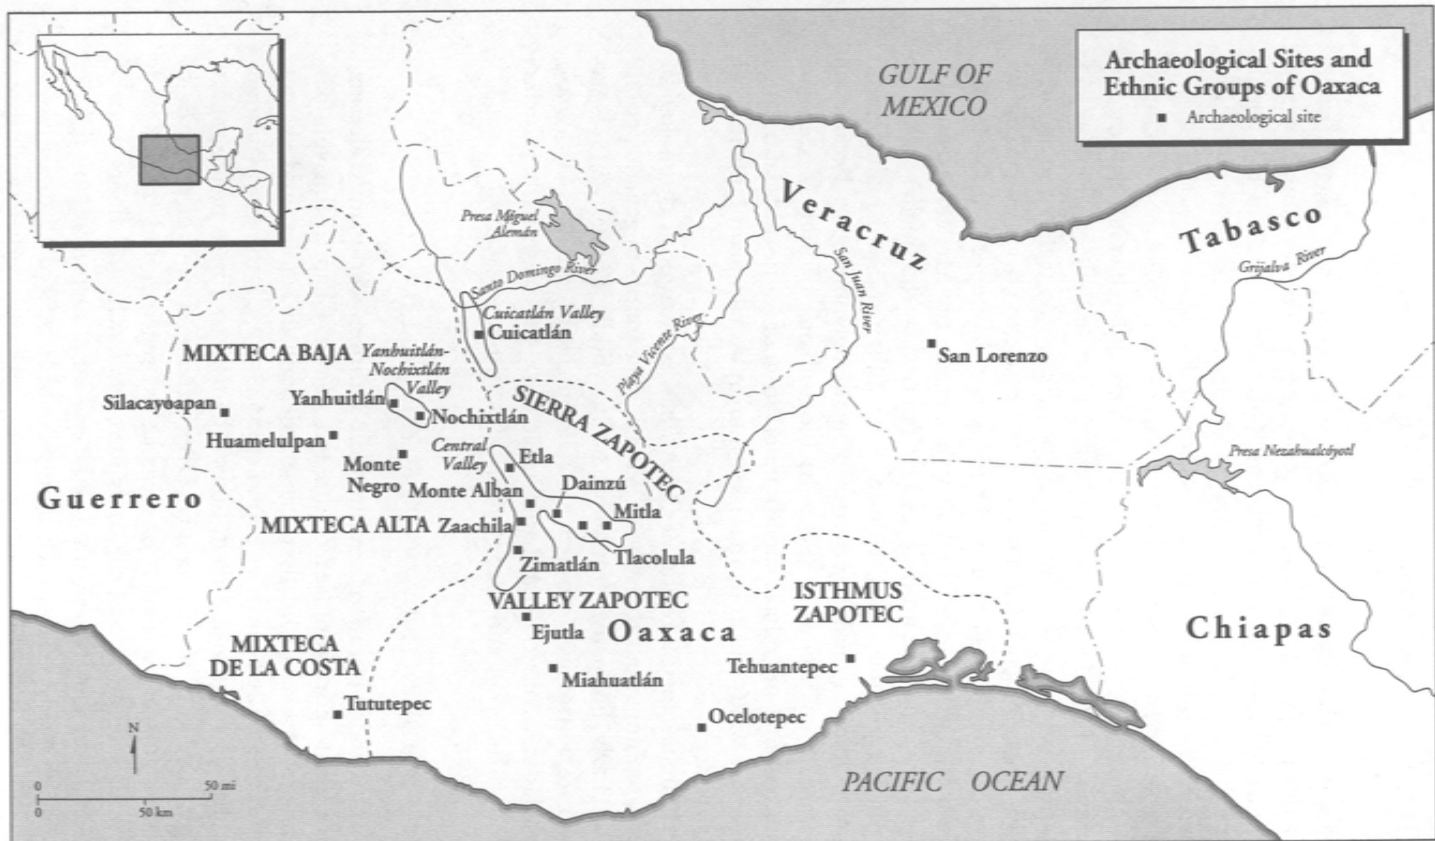 Archaeological Sites and
Ethnic Groups of Oaxaca
Archaeological site
GULF OF
MEXICO
Veracruz
Tabasco
Grijalva River
Presa Miguel
Alemán
Santo Domingo River
San Juan River
Cuicatlán Valley
Cuicatlán
Playa Vicente River
San Lorenzo
MIXTECA BAJA
Yanhuitlán-
Nochixtlán
Valley
Silacayoapan
Yanhuitlán
Nochixtlán
SIERRA ZAPOTEC
Huamelulpan
Monte
Negro
Central
Valley
Etla
Presa Nezahualcóyotl
Guerrero
Monte Alban
Dainzú
Mitla
MIXTECA ALTA
Zaachila
Tlacolula
Zimatlán
VALLEY ZAPOTEC
ISTHMUS
ZAPOTEC
Ejutla
Oaxaca
Chiapas
MIXTECA
DE LA COSTA
Miahuatlán
Tehuantepec
Tututepec
Ocelotepec
N
0
50 mi
0
50 km
PACIFIC OCEAN